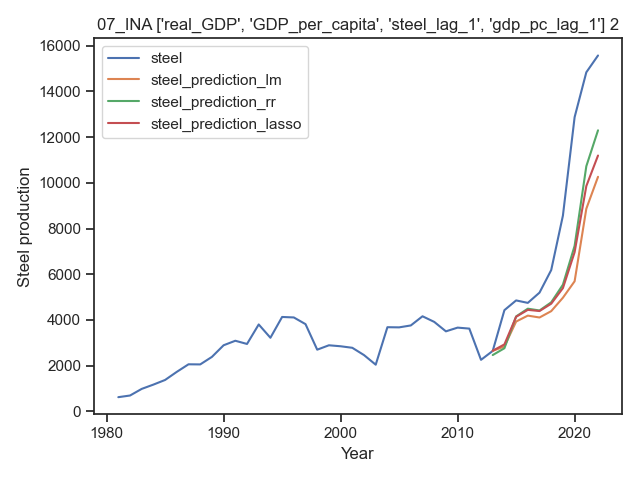 07_INA ['real_GDP', 'GDP_per_capita', 'steel_lag_1', 'gdp_pc_lag_1'] 2
steel
steel_prediction_lm
steel_prediction_rr
steel_prediction_lasso
16000
14000
12000
10000
8000
6000
4000
2000
0
Steel production
1980
1990
2000
2010
2020
Year